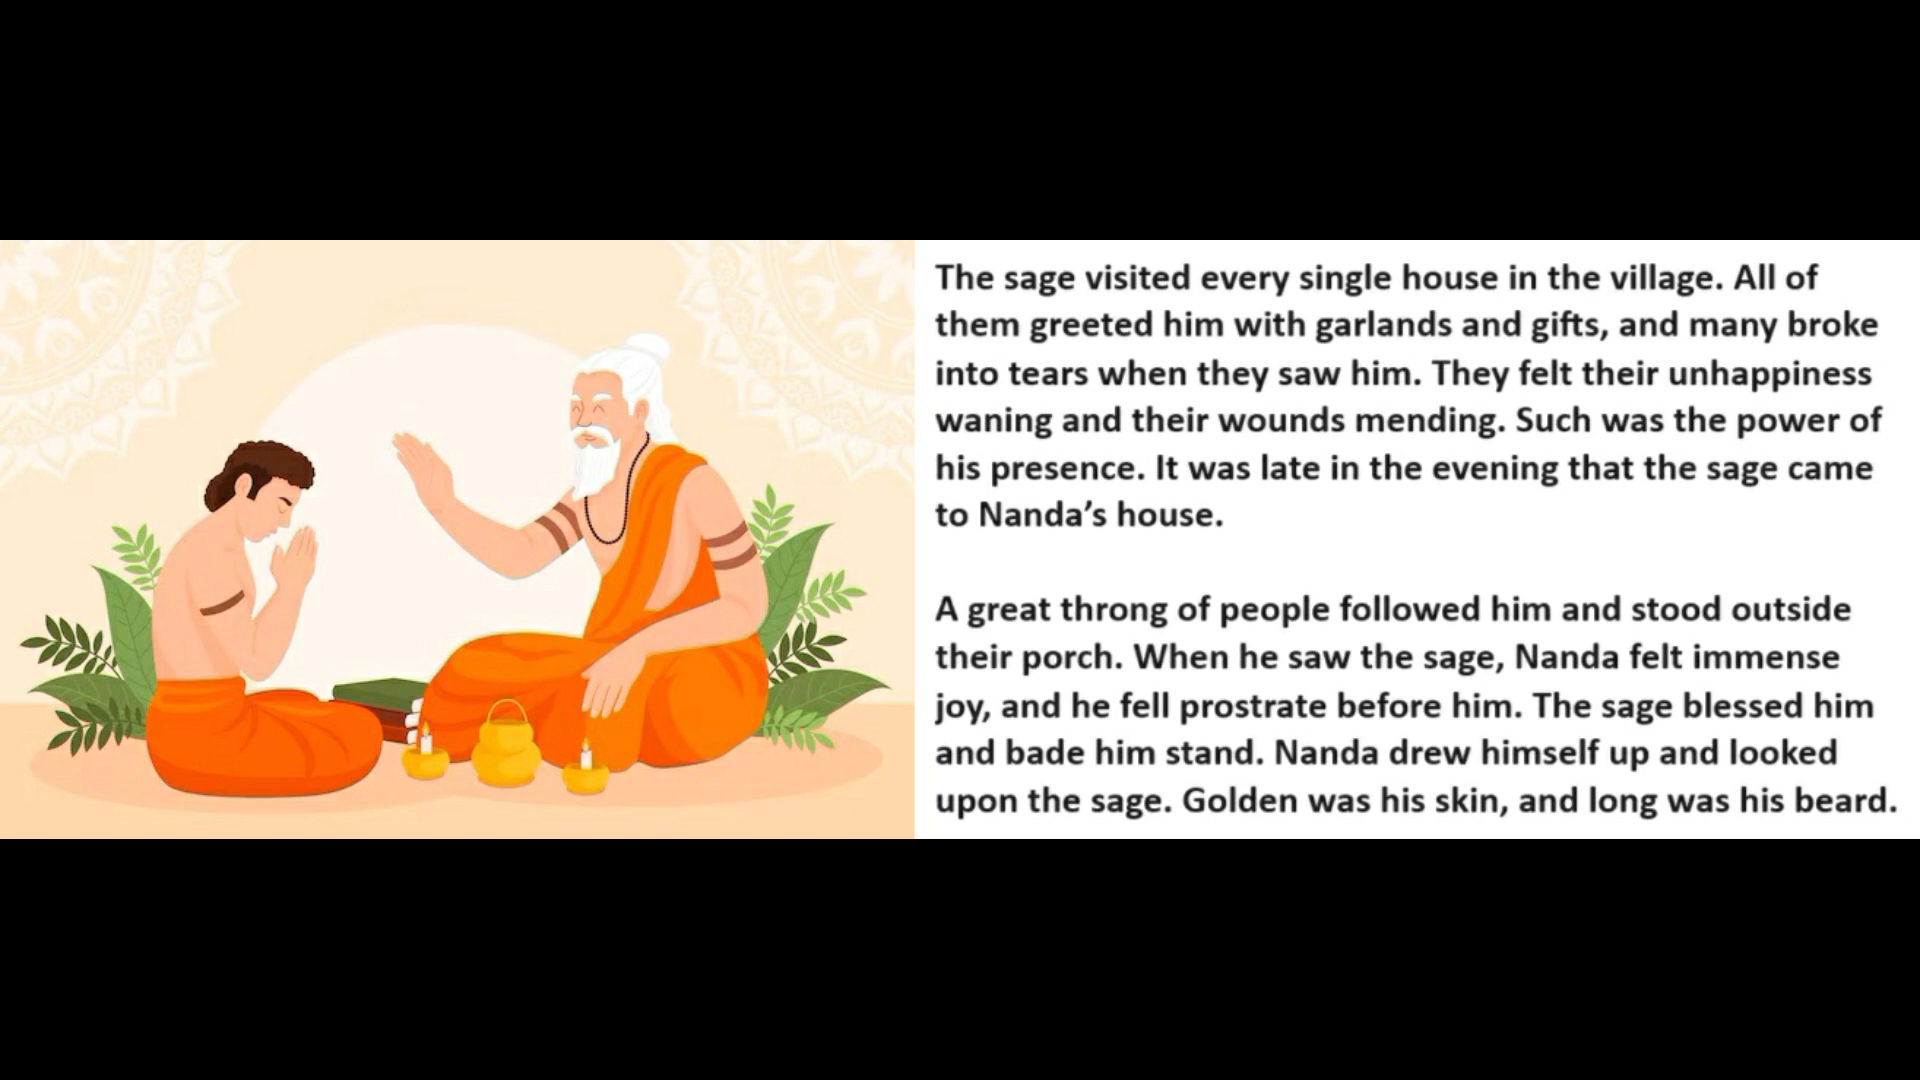 The sage visited every single house in the village. All of
them greeted him with garlands and gifts, and many broke
into tears when they saw him. They felt their unhappiness
waning and their wounds mending. Such was the power of
his presence. It was late in the evening that the sage came
to Nanda’s house.
A great throng of people followed him and stood outside
their porch. When he saw the sage, Nanda felt immense
joy, and he fell prostrate before him. The sage blessed him
and bade him stand. Nanda drew himself up and looked
upon the sage. Golden was his skin, and long was his beard.